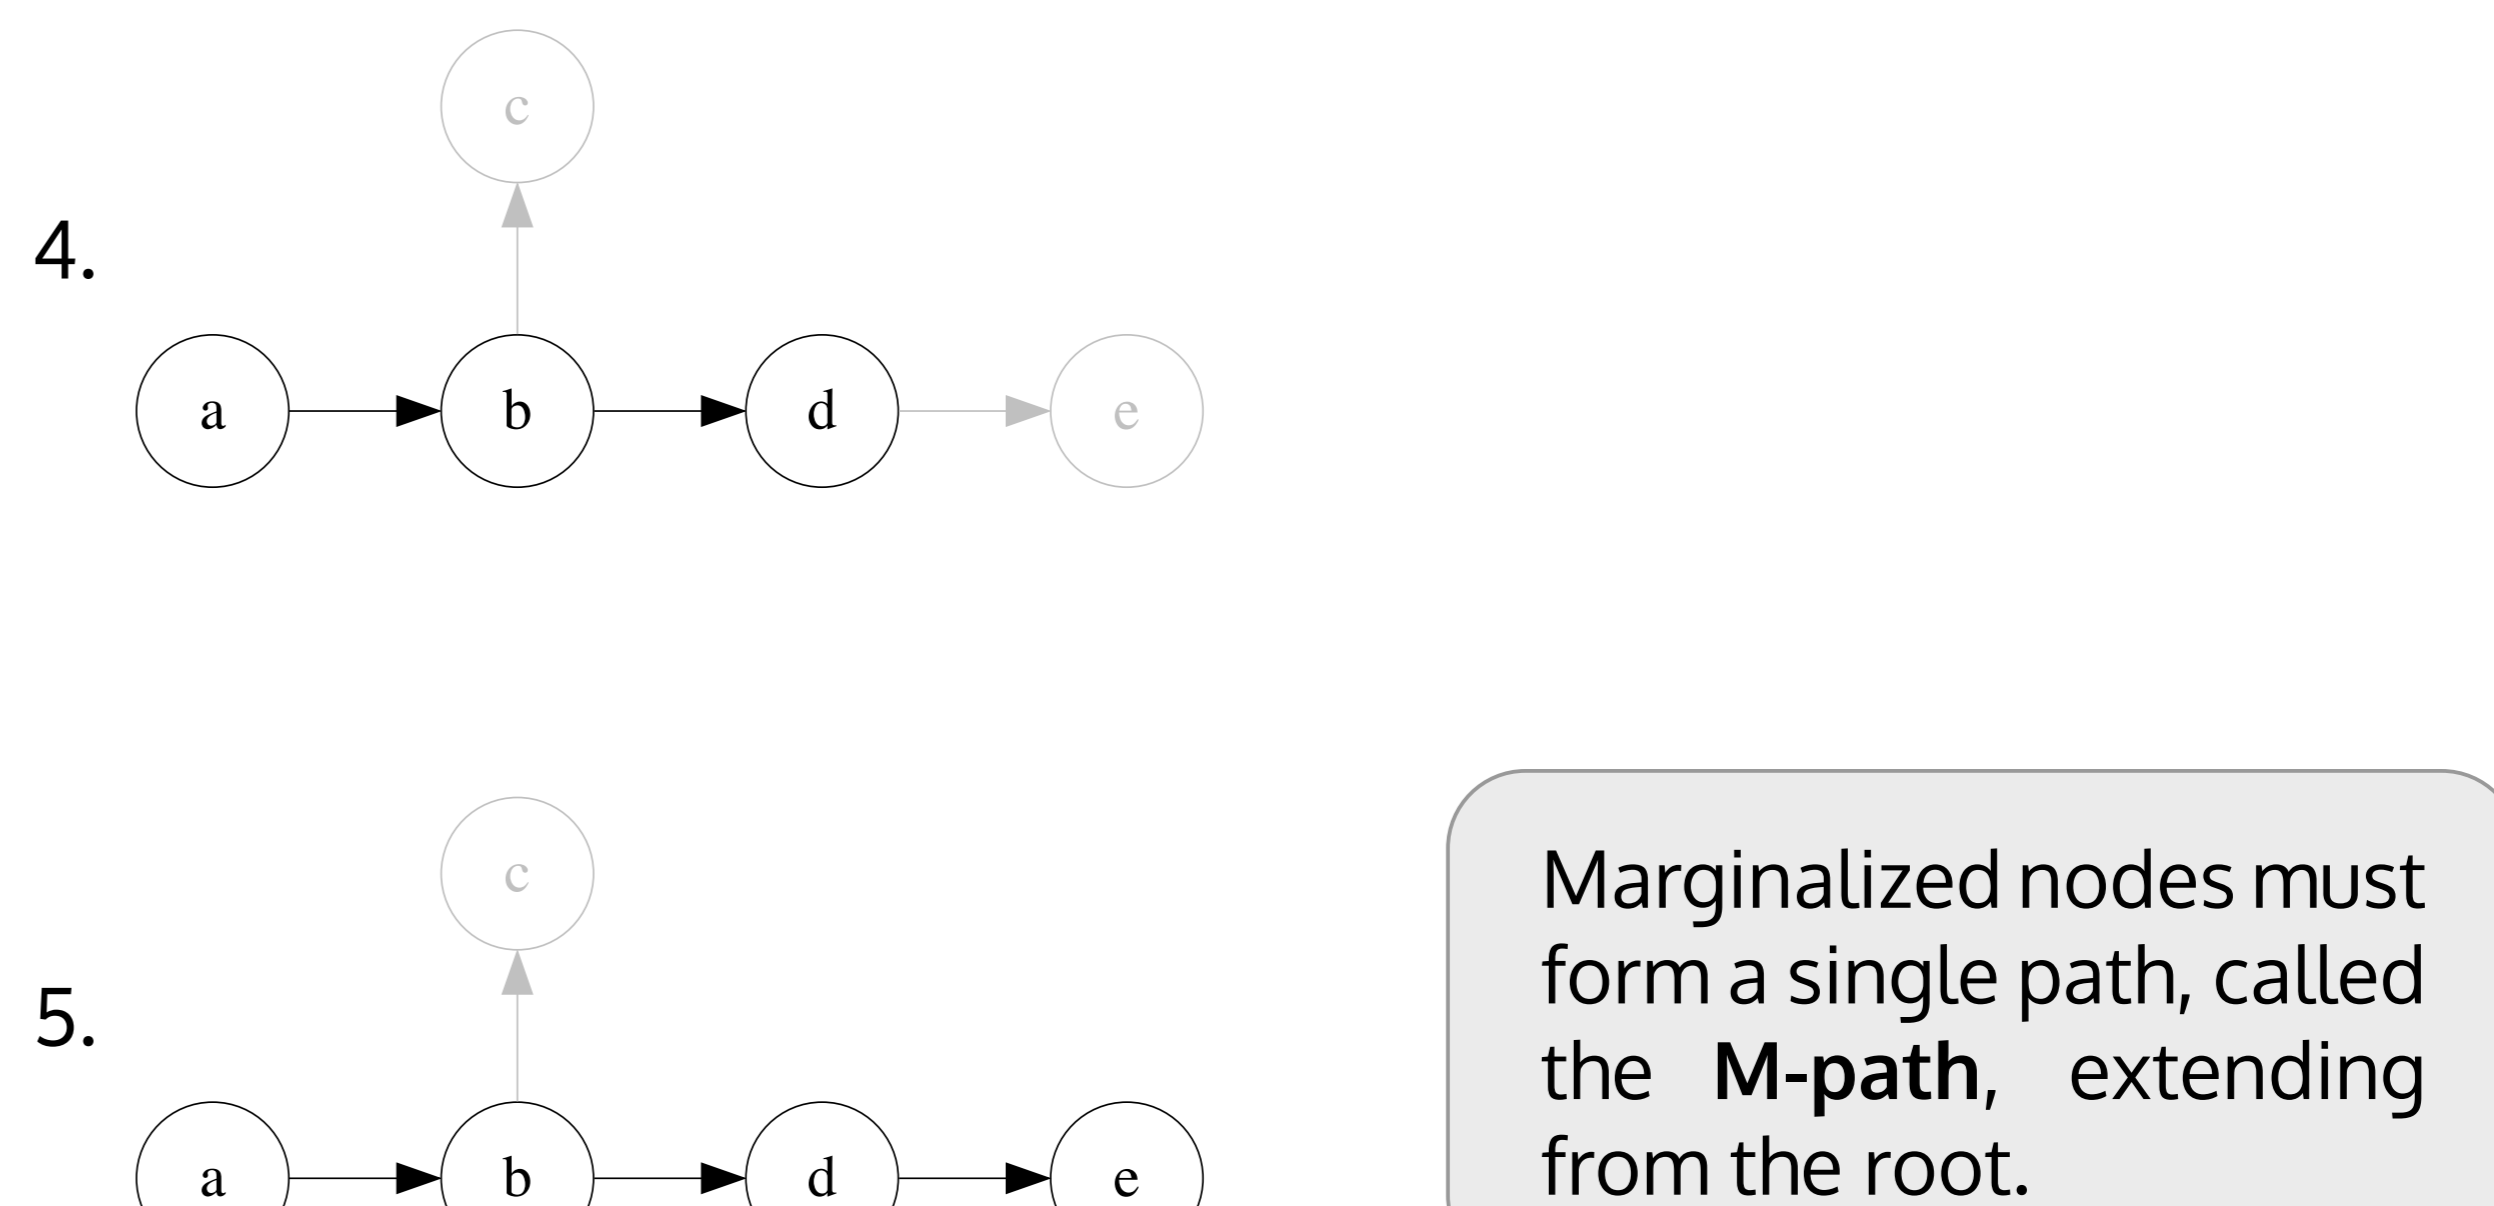 c
4.
a b d e
c
5.
a b d e
Marginalized nodes must
form a single path, called
the M-path, extending
from the root.